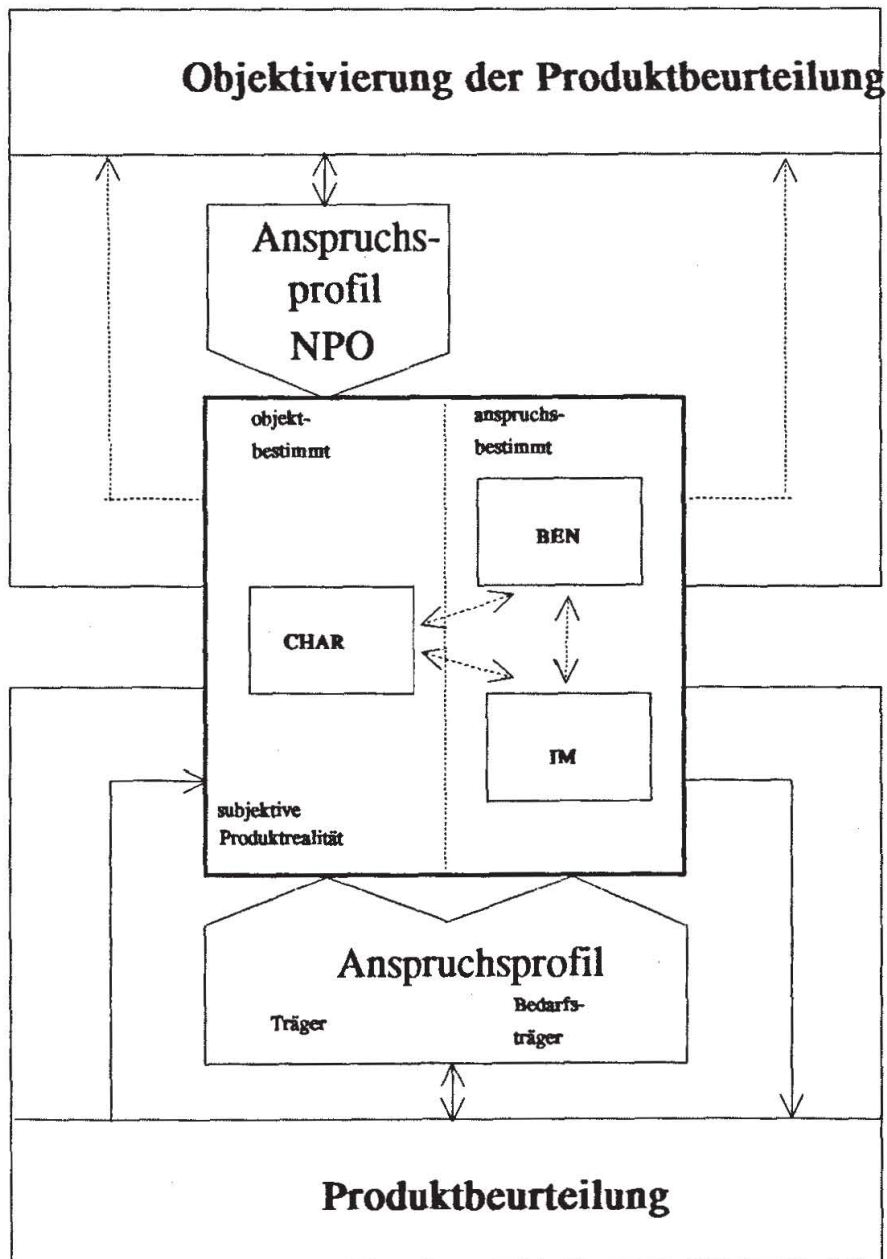 Objektivierung der Produktbeurteilung
Anspruchs-
profil
NPO
objekt-
bestimmt
anspruchs-
bestimmt
BEN
CHAR
IM
subjektive
Produktrealität
Anspruchsprofil
Träger
Bedarfs-
träger
Produktbeurteilung